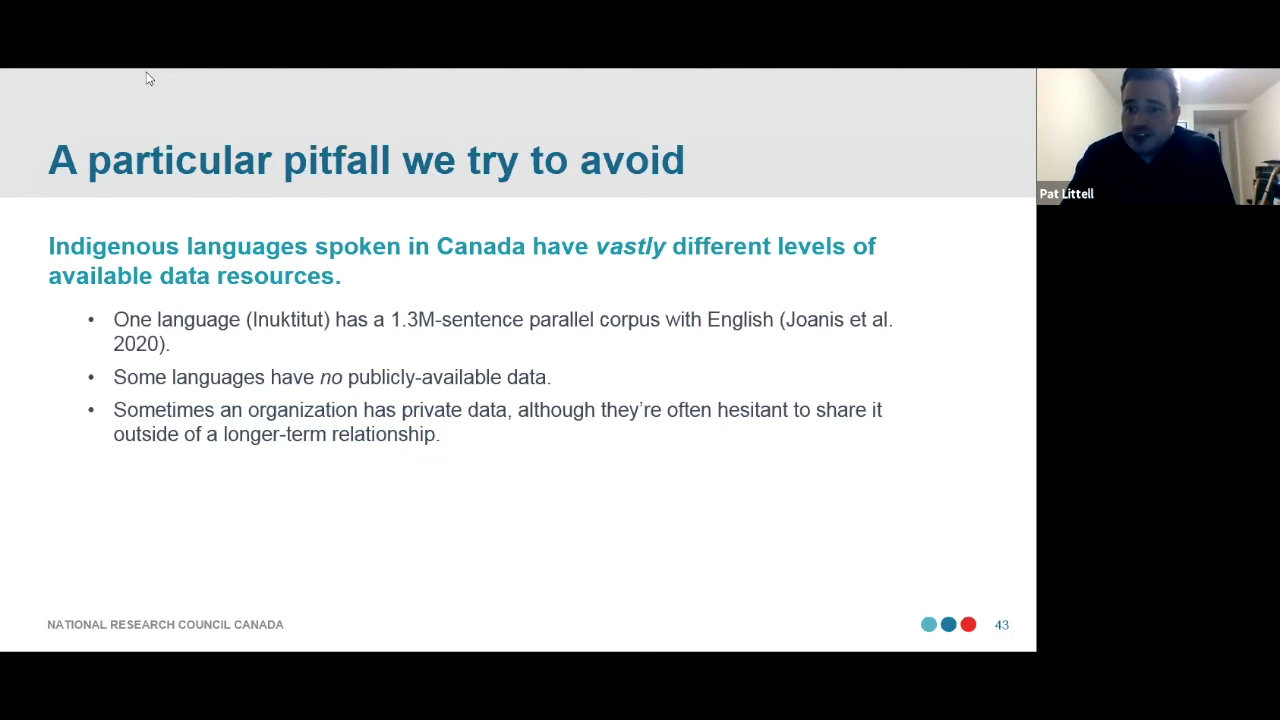 A particular pitfall we try to avoid
Pat Littell
Indigenous languages spoken in Canada have vastly different levels of
available data resources.
• One language (Inuktitut) has a 1.3M-sentence parallel corpus with English (Joanis et al.
2020).
• Some languages have no publicly-available data.
• Sometimes an organization has private data, although they’re often hesitant to share it
outside of a longer-term relationship.
NATIONAL RESEARCH COUNCIL CANADA
43